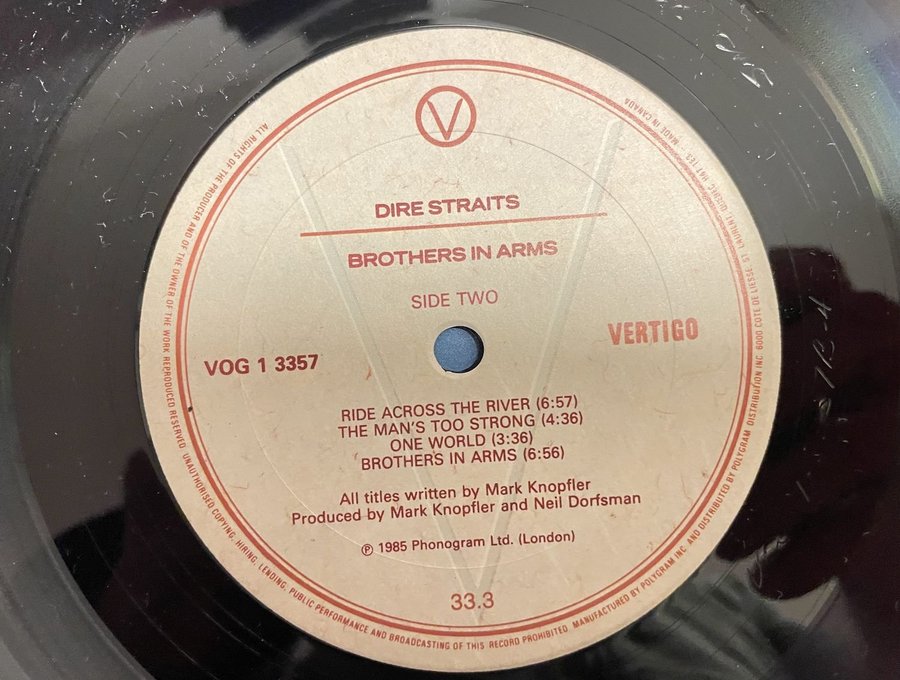 V
DIRE STRAITS
BROTHERS IN ARMS
SIDE TWO
VERTIGO
VOG 1 3357
RIDE ACROSS THE RIVER (6:57)
THE MAN'S TOO STRONG (4:36)
ONE WORLD (3:36)
BROTHERS IN ARMS (6:56)
All titles written by Mark Knopfler
Produced by Mark Knopfler and Neil Dorfsman
℗ 1985 Phonogram Ltd. (London)
33.3
ALL RIGHTS OF THE PRODUCER AND OF THE OWNER OF THE WORK REPRODUCED RESERVED. UNAUTHORISED COPYING, HIRING, LENDING, PUBLIC PERFORMANCE AND BROADCASTING OF THIS RECORD PROHIBITED. MANUFACTURED BY POLYGRAM INC. AND DISTRIBUTED BY POLYGRAM DISTRIBUTION INC. 6000 COTE DE LIESSE, ST. LAURENT, QUEBEC, MADE IN CANADA